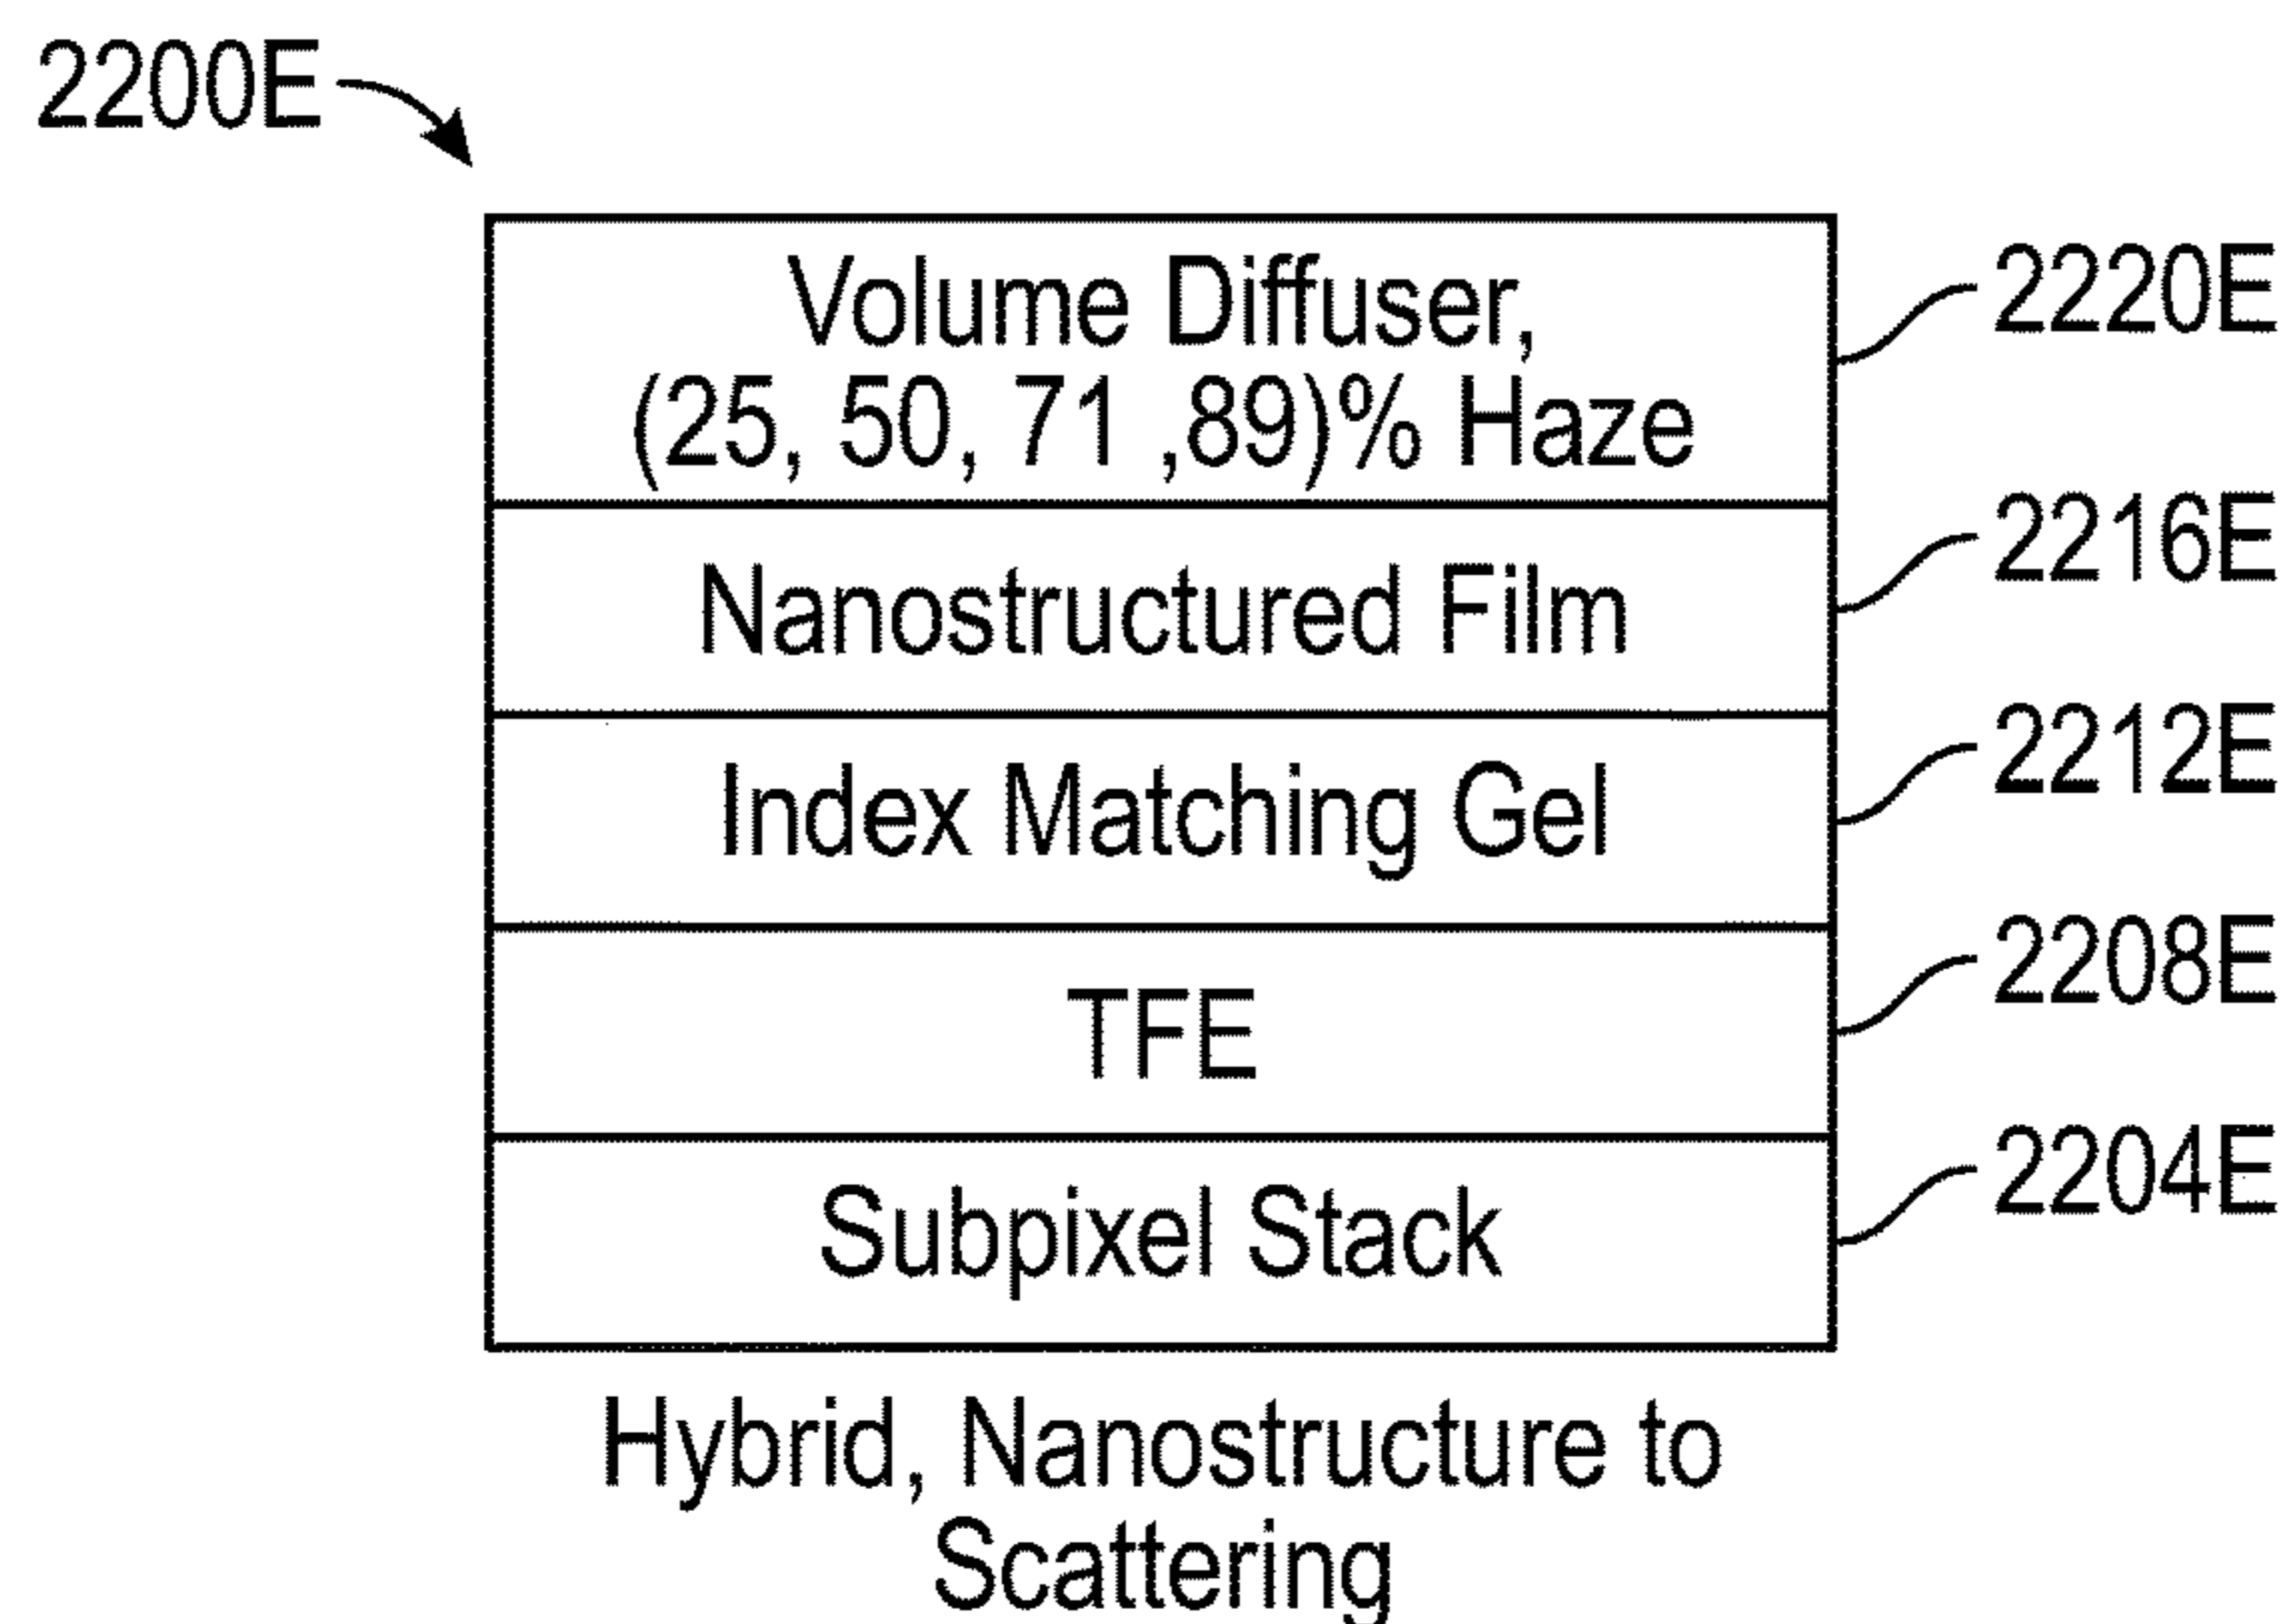 2200E
Volume Diffuser,
(25, 50, 71 ,89)% Haze
2220E
Nanostructured Film
2216E
Index Matching Gel
2212E
TFE
2208E
Subpixel Stack
2204E
Hybrid, Nanostructure to
Scattering